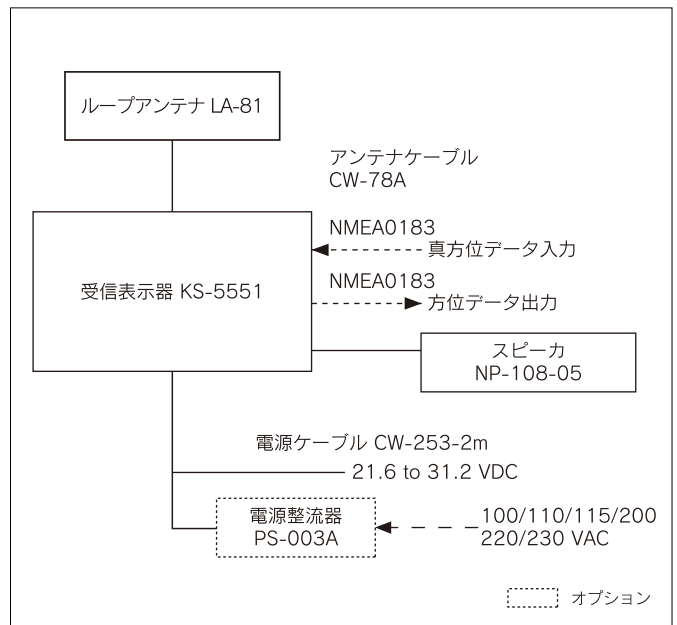 ループアンテナ LA-81
アンテナケーブル
CW-78A
NMEA0183
真方位データ入力
受信表示器 KS-5551
NMEA0183
方位データ出力
スピーカ
NP-108-05
電源ケーブル CW-253-2m
21.6 to 31.2 VDC
電源整流器
PS-003A
100/110/115/200
220/230 VAC
オプション